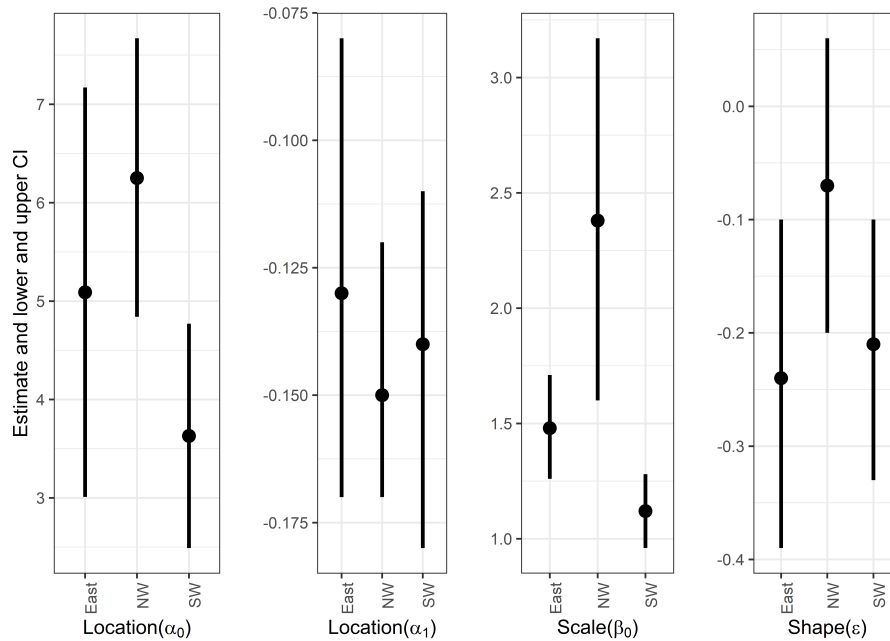 Estimate and lower and upper CI
7
6
5
4
3
East
NW
SW
Location(α₀)
-0.075
-0.100
-0.125
-0.150
-0.175
East
NW
SW
Location(α₁)
3.0
2.5
2.0
1.5
1.0
East
NW
SW
Scale(β₀)
0.0
-0.1
-0.2
-0.3
-0.4
East
NW
SW
Shape(ε)